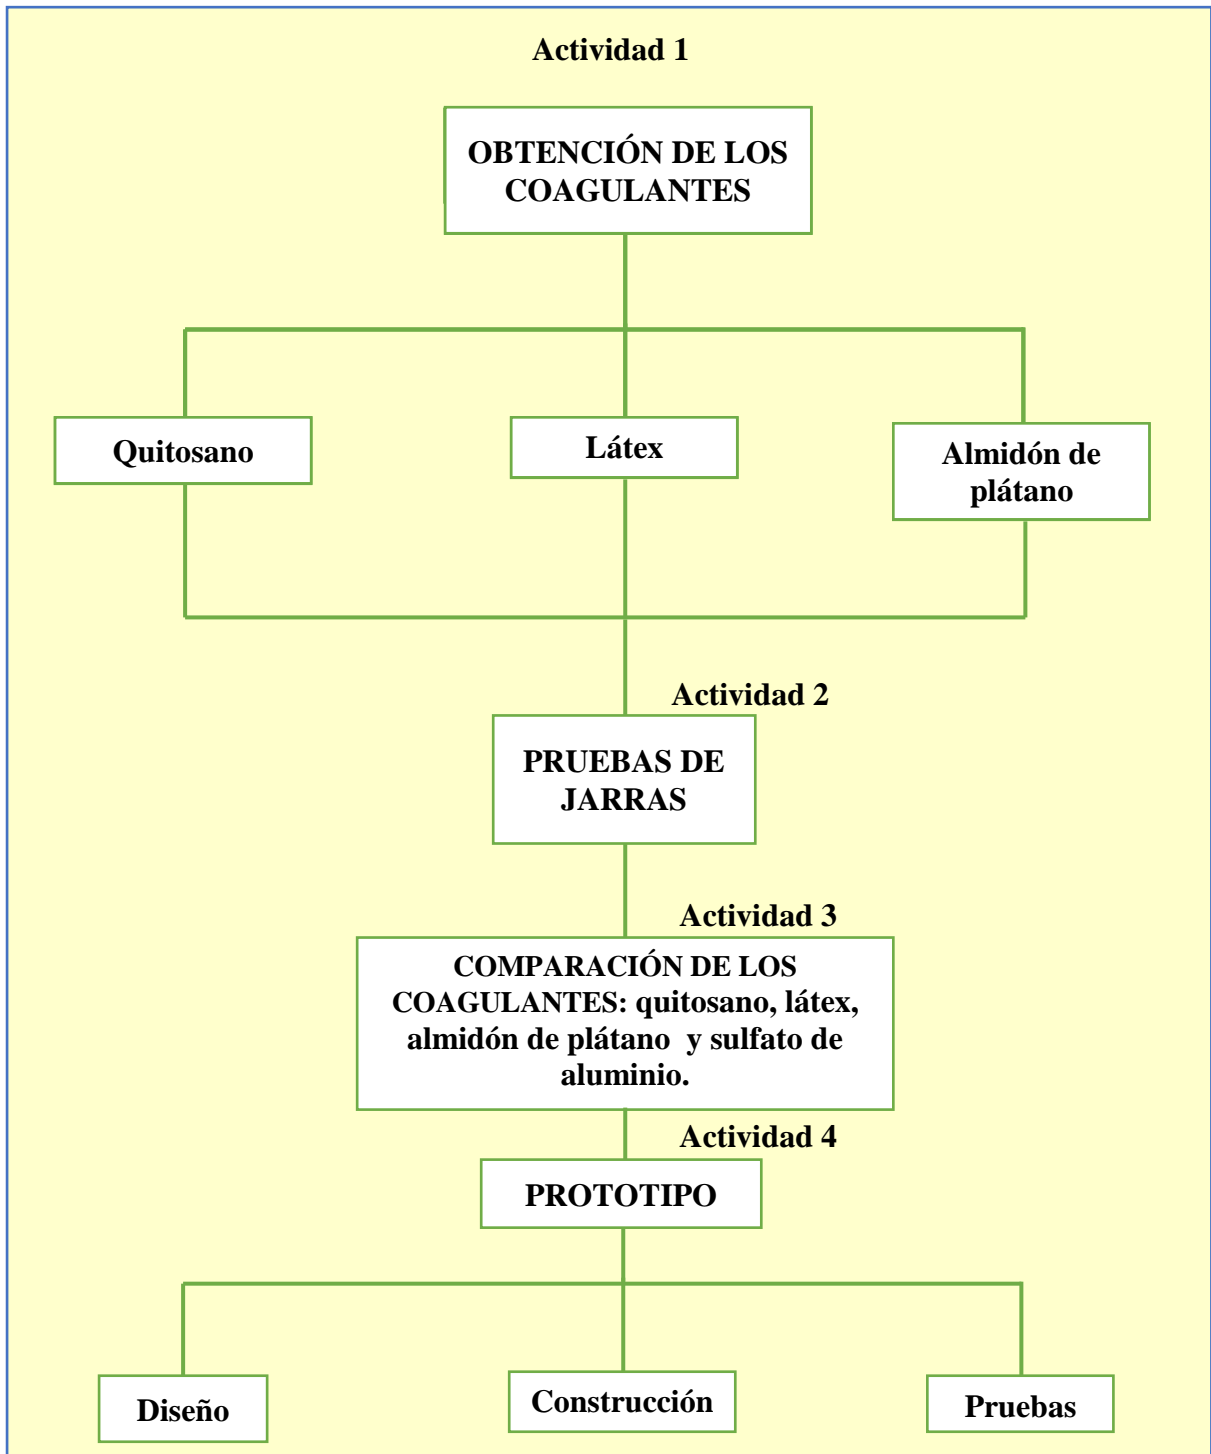 Actividad 1
OBTENCIÓN DE LOS
COAGULANTES
Quitosano
Látex
Almidón de
plátano
Actividad 2
PRUEBAS DE
JARRAS
Actividad 3
COMPARACIÓN DE LOS
COAGULANTES: quitosano, látex,
almidón de plátano  y sulfato de
aluminio.
Actividad 4
PROTOTIPO
Diseño
Construcción
Pruebas